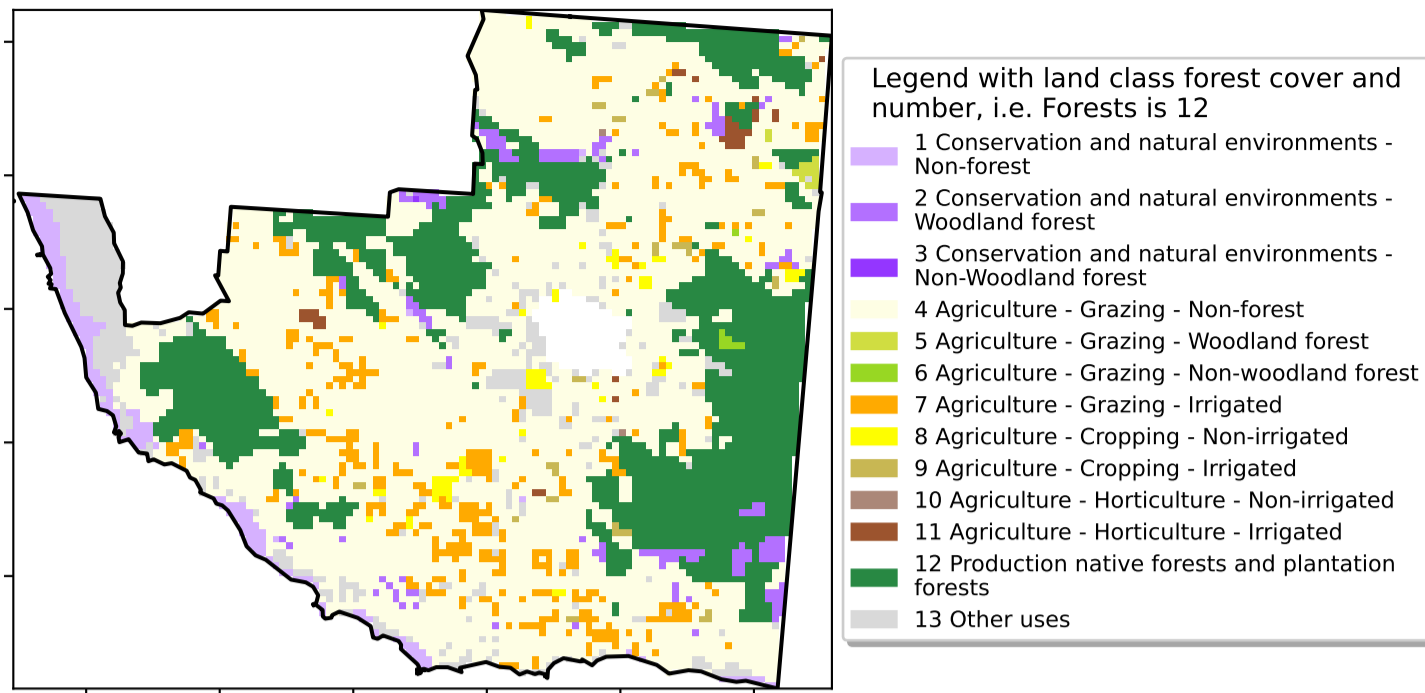 Legend with land class forest cover and
number, i.e. Forests is 12
1 Conservation and natural environments -
Non-forest
2 Conservation and natural environments -
Woodland forest
3 Conservation and natural environments -
Non-Woodland forest
4 Agriculture - Grazing - Non-forest
5 Agriculture - Grazing - Woodland forest
6 Agriculture - Grazing - Non-woodland forest
7 Agriculture - Grazing - Irrigated
8 Agriculture - Cropping - Non-irrigated
9 Agriculture - Cropping - Irrigated
10 Agriculture - Horticulture - Non-irrigated
11 Agriculture - Horticulture - Irrigated
12 Production native forests and plantation
forests
13 Other uses